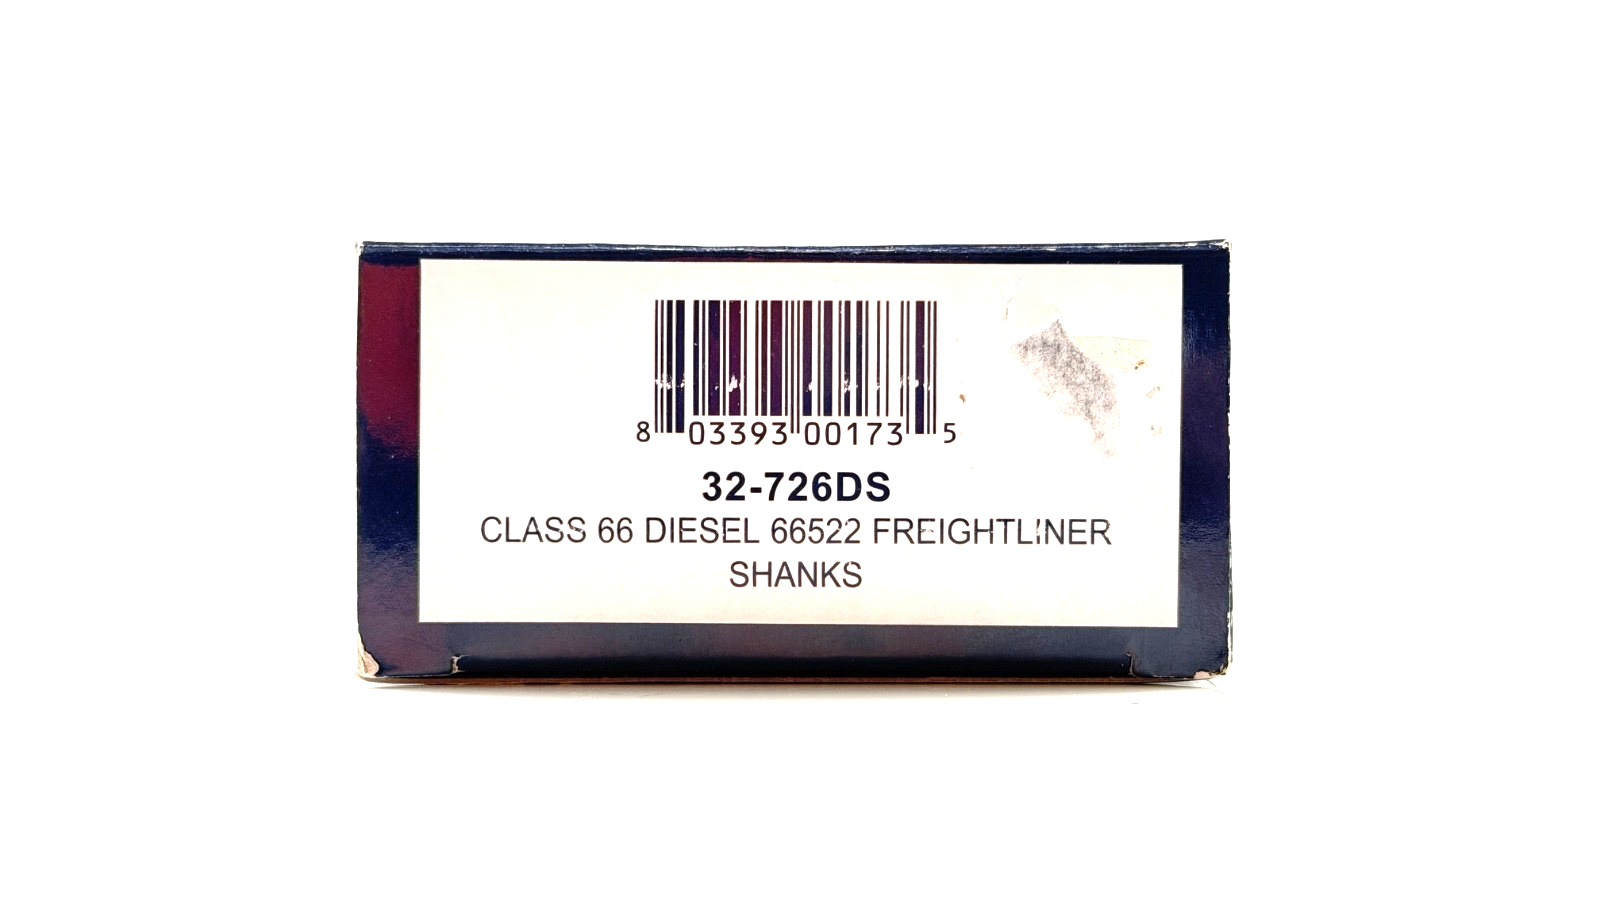 8 03393 00173 5
32-726DS
CLASS 66 DIESEL 66522 FREIGHTLINER
SHANKS